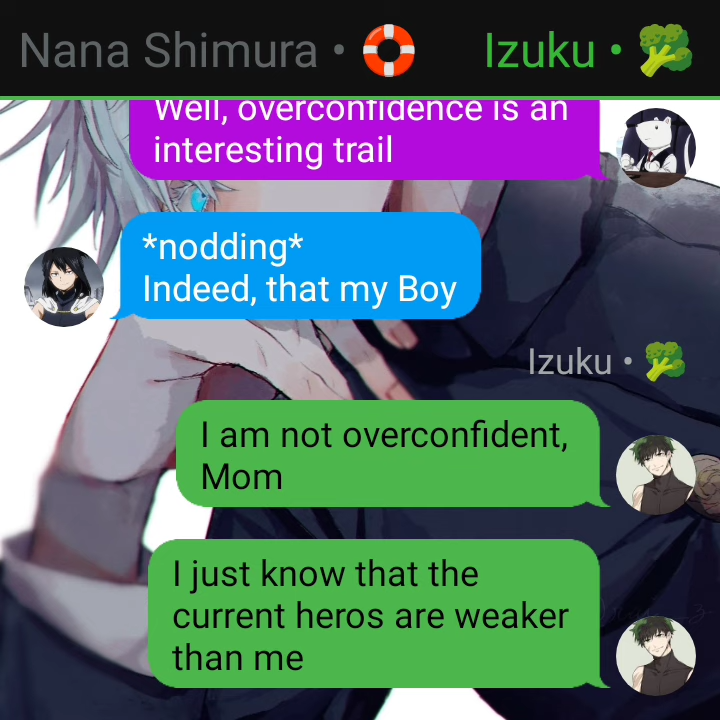 Nana Shimura • 🛟 Izuku • 🥦
Well, overconfidence is an
interesting trail
*nodding*
Indeed, that my Boy
Izuku • 🥦
I am not overconfident,
Mom
I just know that the
current heros are weaker
than me